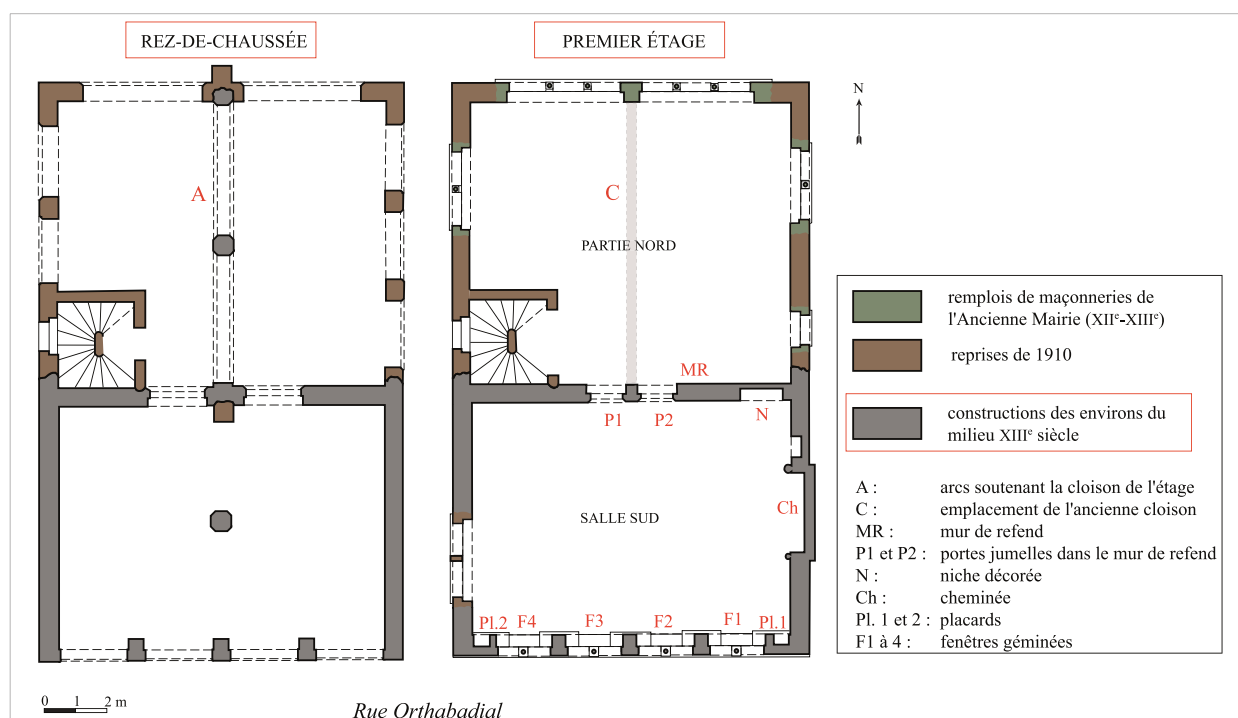 REZ-DE-CHAUSSÉE
PREMIER ÉTAGE
N
A
C
PARTIE NORD
MR
P1
P2
N
SALLE SUD
Ch
Pl.2
F4
F3
F2
F1
Pl.1
remplois de maçonneries de
l'Ancienne Mairie (XIIᵉ-XIIIᵉ)
reprises de 1910
constructions des environs du
milieu XIIIᵉ siècle
A : arcs soutenant la cloison de l'étage
C : emplacement de l'ancienne cloison
MR : mur de refend
P1 et P2 : portes jumelles dans le mur de refend
N : niche décorée
Ch : cheminée
Pl. 1 et 2 : placards
F1 à 4 : fenêtres géminées
0 1 2 m
Rue Orthabadial